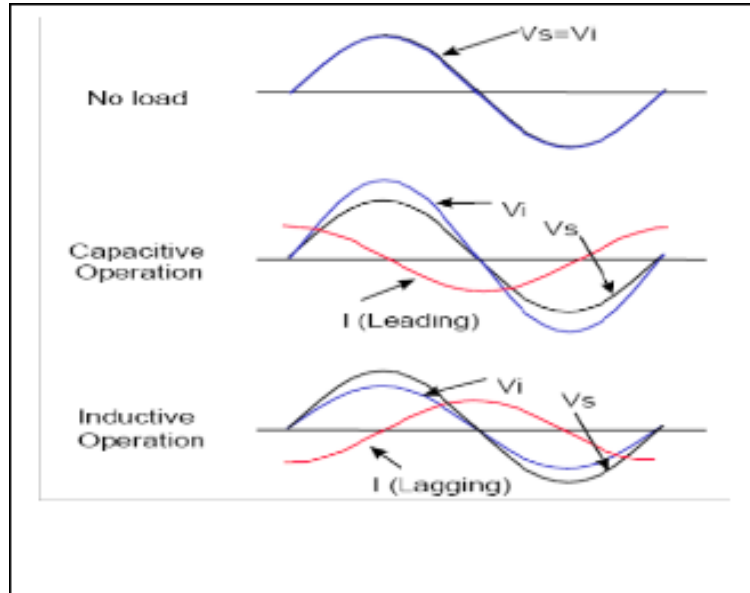 Vs=Vi
No load
Vi
Vs
Capacitive
Operation
I (Leading)
Vi
Vs
Inductive
Operation
I (Lagging)